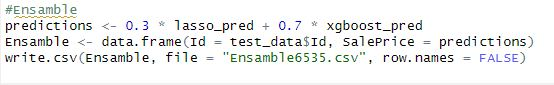 #Ensamble
predictions <- 0.3 * lasso_pred + 0.7 * xgboost_pred
Ensamble <- data.frame(Id = test_data$Id, SalePrice = predictions)
write.csv(Ensamble, file = "Ensamble6535.csv", row.names = FALSE)